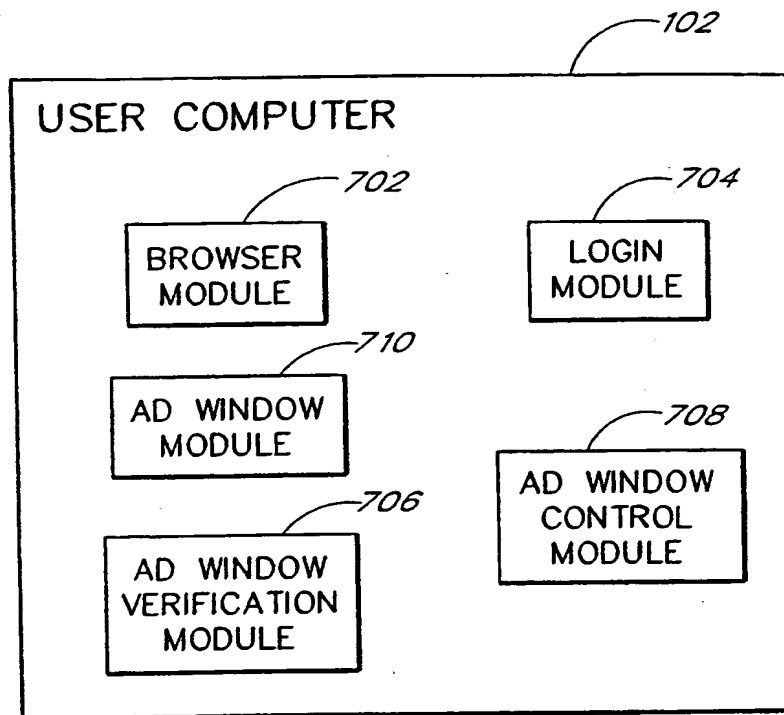 102
USER COMPUTER
702
BROWSER
MODULE
704
LOGIN
MODULE
710
AD WINDOW
MODULE
708
AD WINDOW
CONTROL
MODULE
706
AD WINDOW
VERIFICATION
MODULE